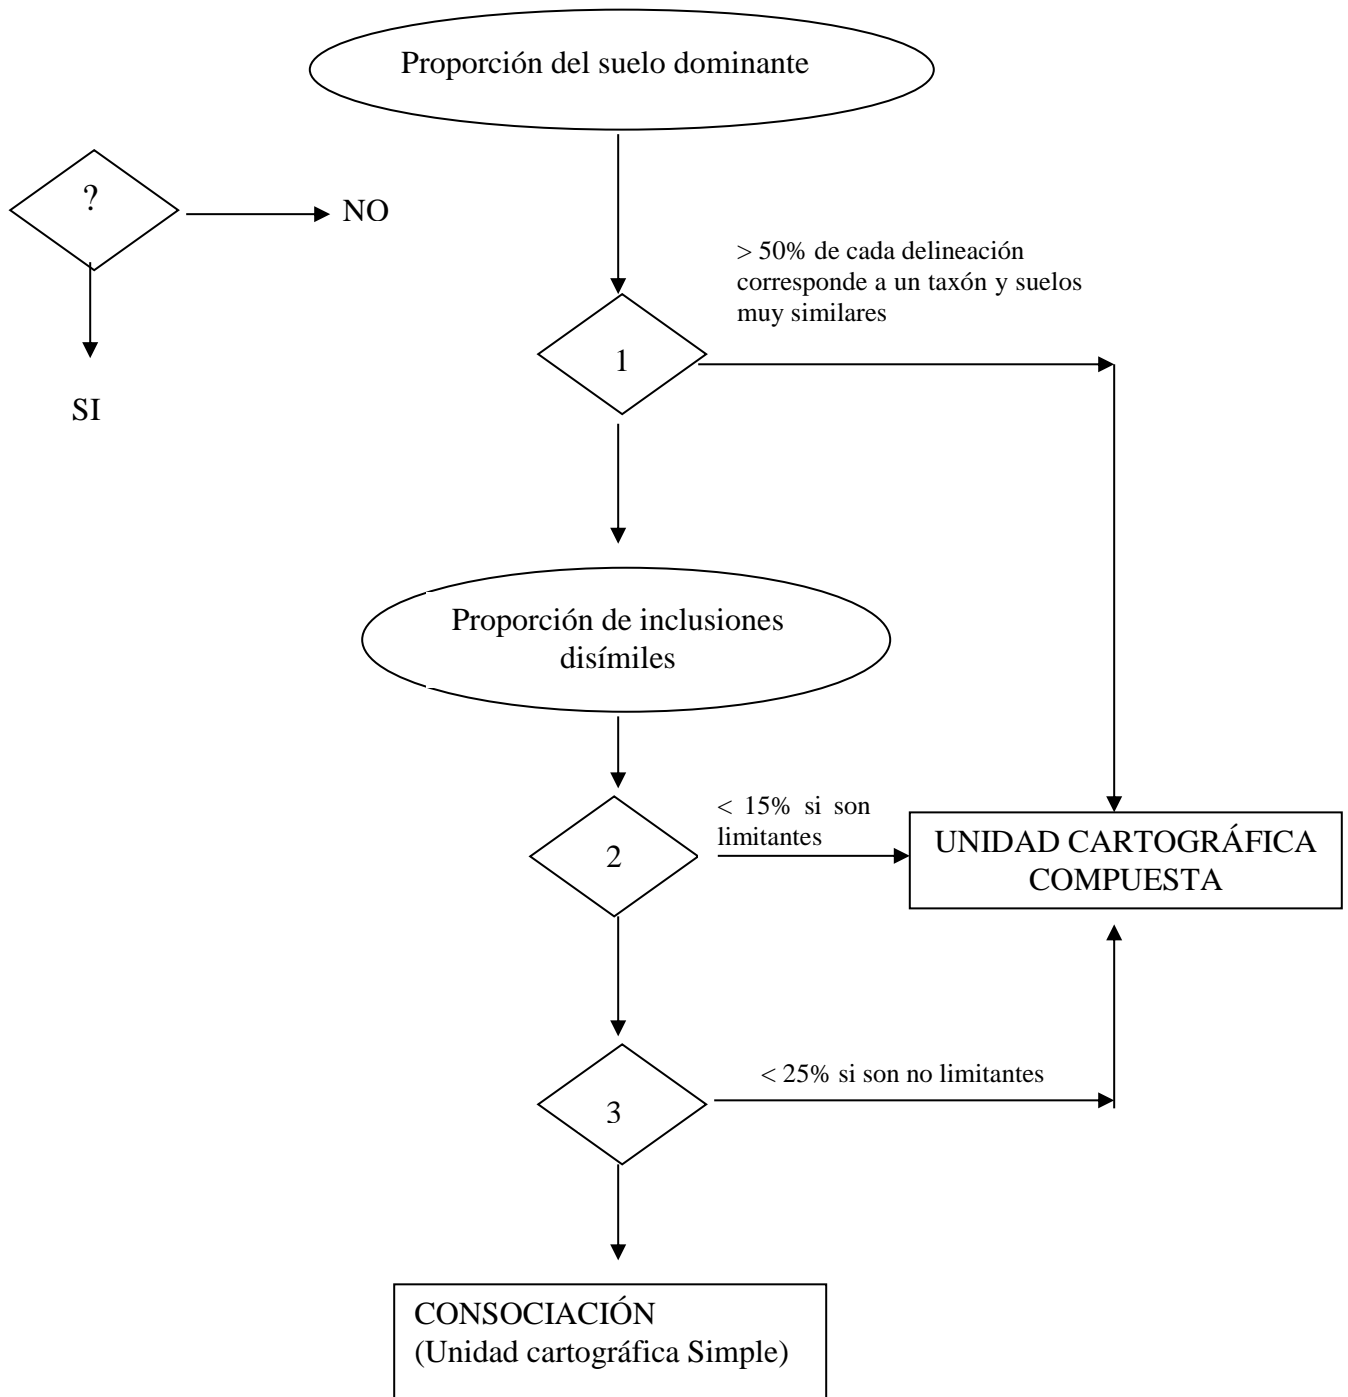 Proporción del suelo dominante
?
NO
SI
> 50% de cada delineación
corresponde a un taxón y suelos
muy similares
1
Proporción de inclusiones
disímiles
2
< 15% si son
limitantes
UNIDAD CARTOGRÁFICA
COMPUESTA
3
< 25% si son no limitantes
CONSOCIACIÓN
(Unidad cartográfica Simple)